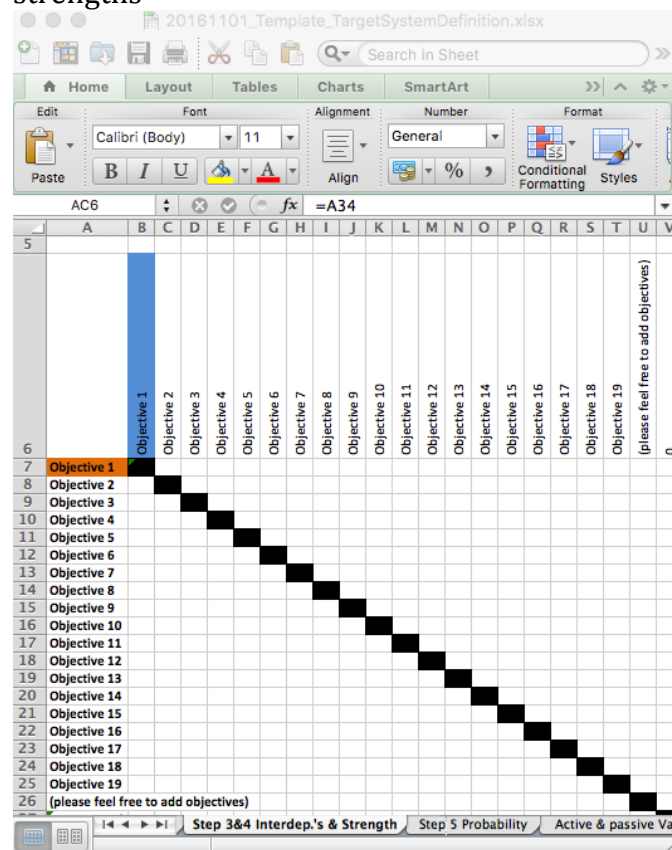 strengths
20161101_Template_TargetSystemDefinition.xlsx
Search in Sheet
Home Layout Tables Charts SmartArt
Edit Font Alignment Number Format
Calibri (Body) 11 General
Paste B I U A Align % Conditional Formatting Styles
AC6 fx =A34
A B C D E F G H I J K L M N O P Q R S T U V
5
6 Objective 1 Objective 2 Objective 3 Objective 4 Objective 5 Objective 6 Objective 7 Objective 8 Objective 9 Objective 10 Objective 11 Objective 12 Objective 13 Objective 14 Objective 15 Objective 16 Objective 17 Objective 18 Objective 19 (please feel free to add objectives)
7 Objective 1
8 Objective 2
9 Objective 3
10 Objective 4
11 Objective 5
12 Objective 6
13 Objective 7
14 Objective 8
15 Objective 9
16 Objective 10
17 Objective 11
18 Objective 12
19 Objective 13
20 Objective 14
21 Objective 15
22 Objective 16
23 Objective 17
24 Objective 18
25 Objective 19
26 (please feel free to add objectives)
Step 3&4 Interdep.'s & Strength Step 5 Probability Active & passive Va